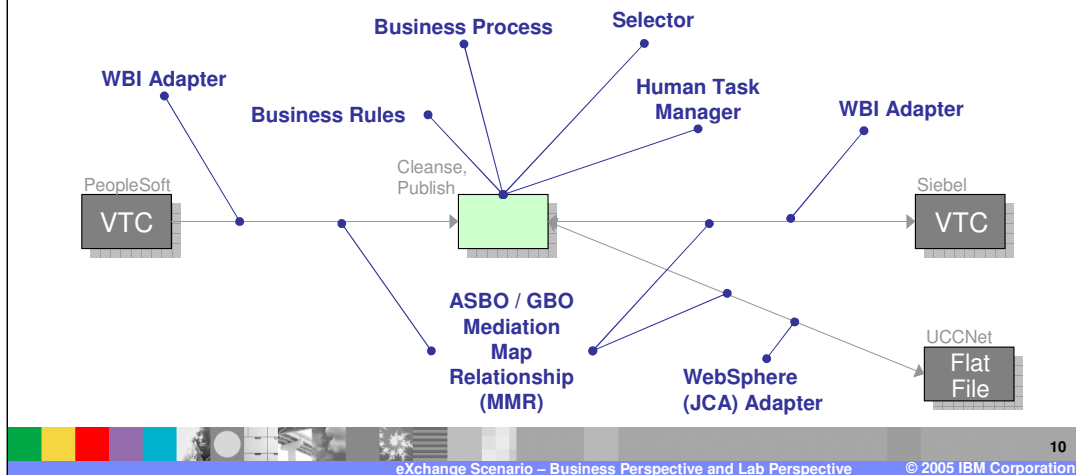 Business Process
Selector
WBI Adapter
Human Task
Manager
WBI Adapter
Business Rules
Cleanse,
Publish
PeopleSoft
VTC
Siebel
VTC
ASBO / GBO
Mediation
Map
Relationship
(MMR)
WebSphere
(JCA) Adapter
UCCNet
Flat
File
10
eXchange Scenario – Business Perspective and Lab Perspective
© 2005 IBM Corporation